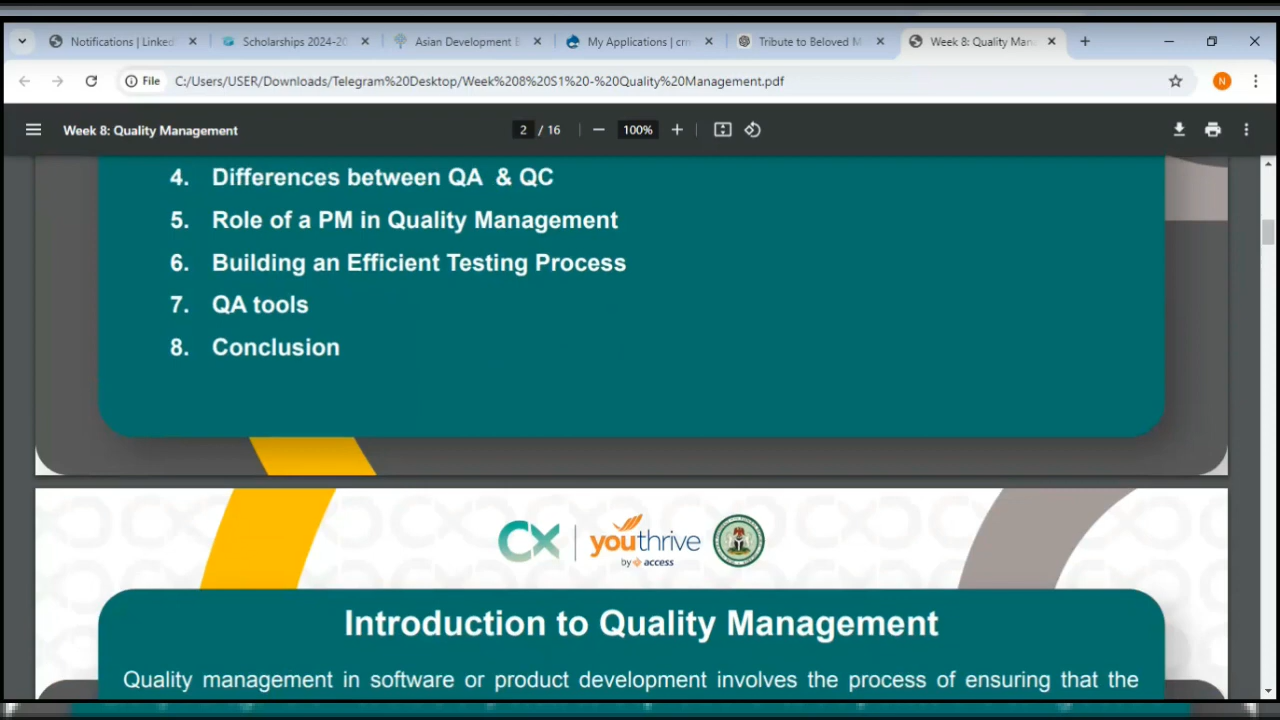 Notifications | Linked
Scholarships 2024-20
Asian Development B
My Applications | crn
Tribute to Beloved M
Week 8: Quality Man
File
C:/Users/USER/Downloads/Telegram%20Desktop/Week%208%20S1%20-%20Quality%20Management.pdf
N
Week 8: Quality Management
2 / 16
100%
4. Differences between QA & QC
5. Role of a PM in Quality Management
6. Building an Efficient Testing Process
7. QA tools
8. Conclusion
CX
youthrive
by access
Introduction to Quality Management
Quality management in software or product development involves the process of ensuring that the